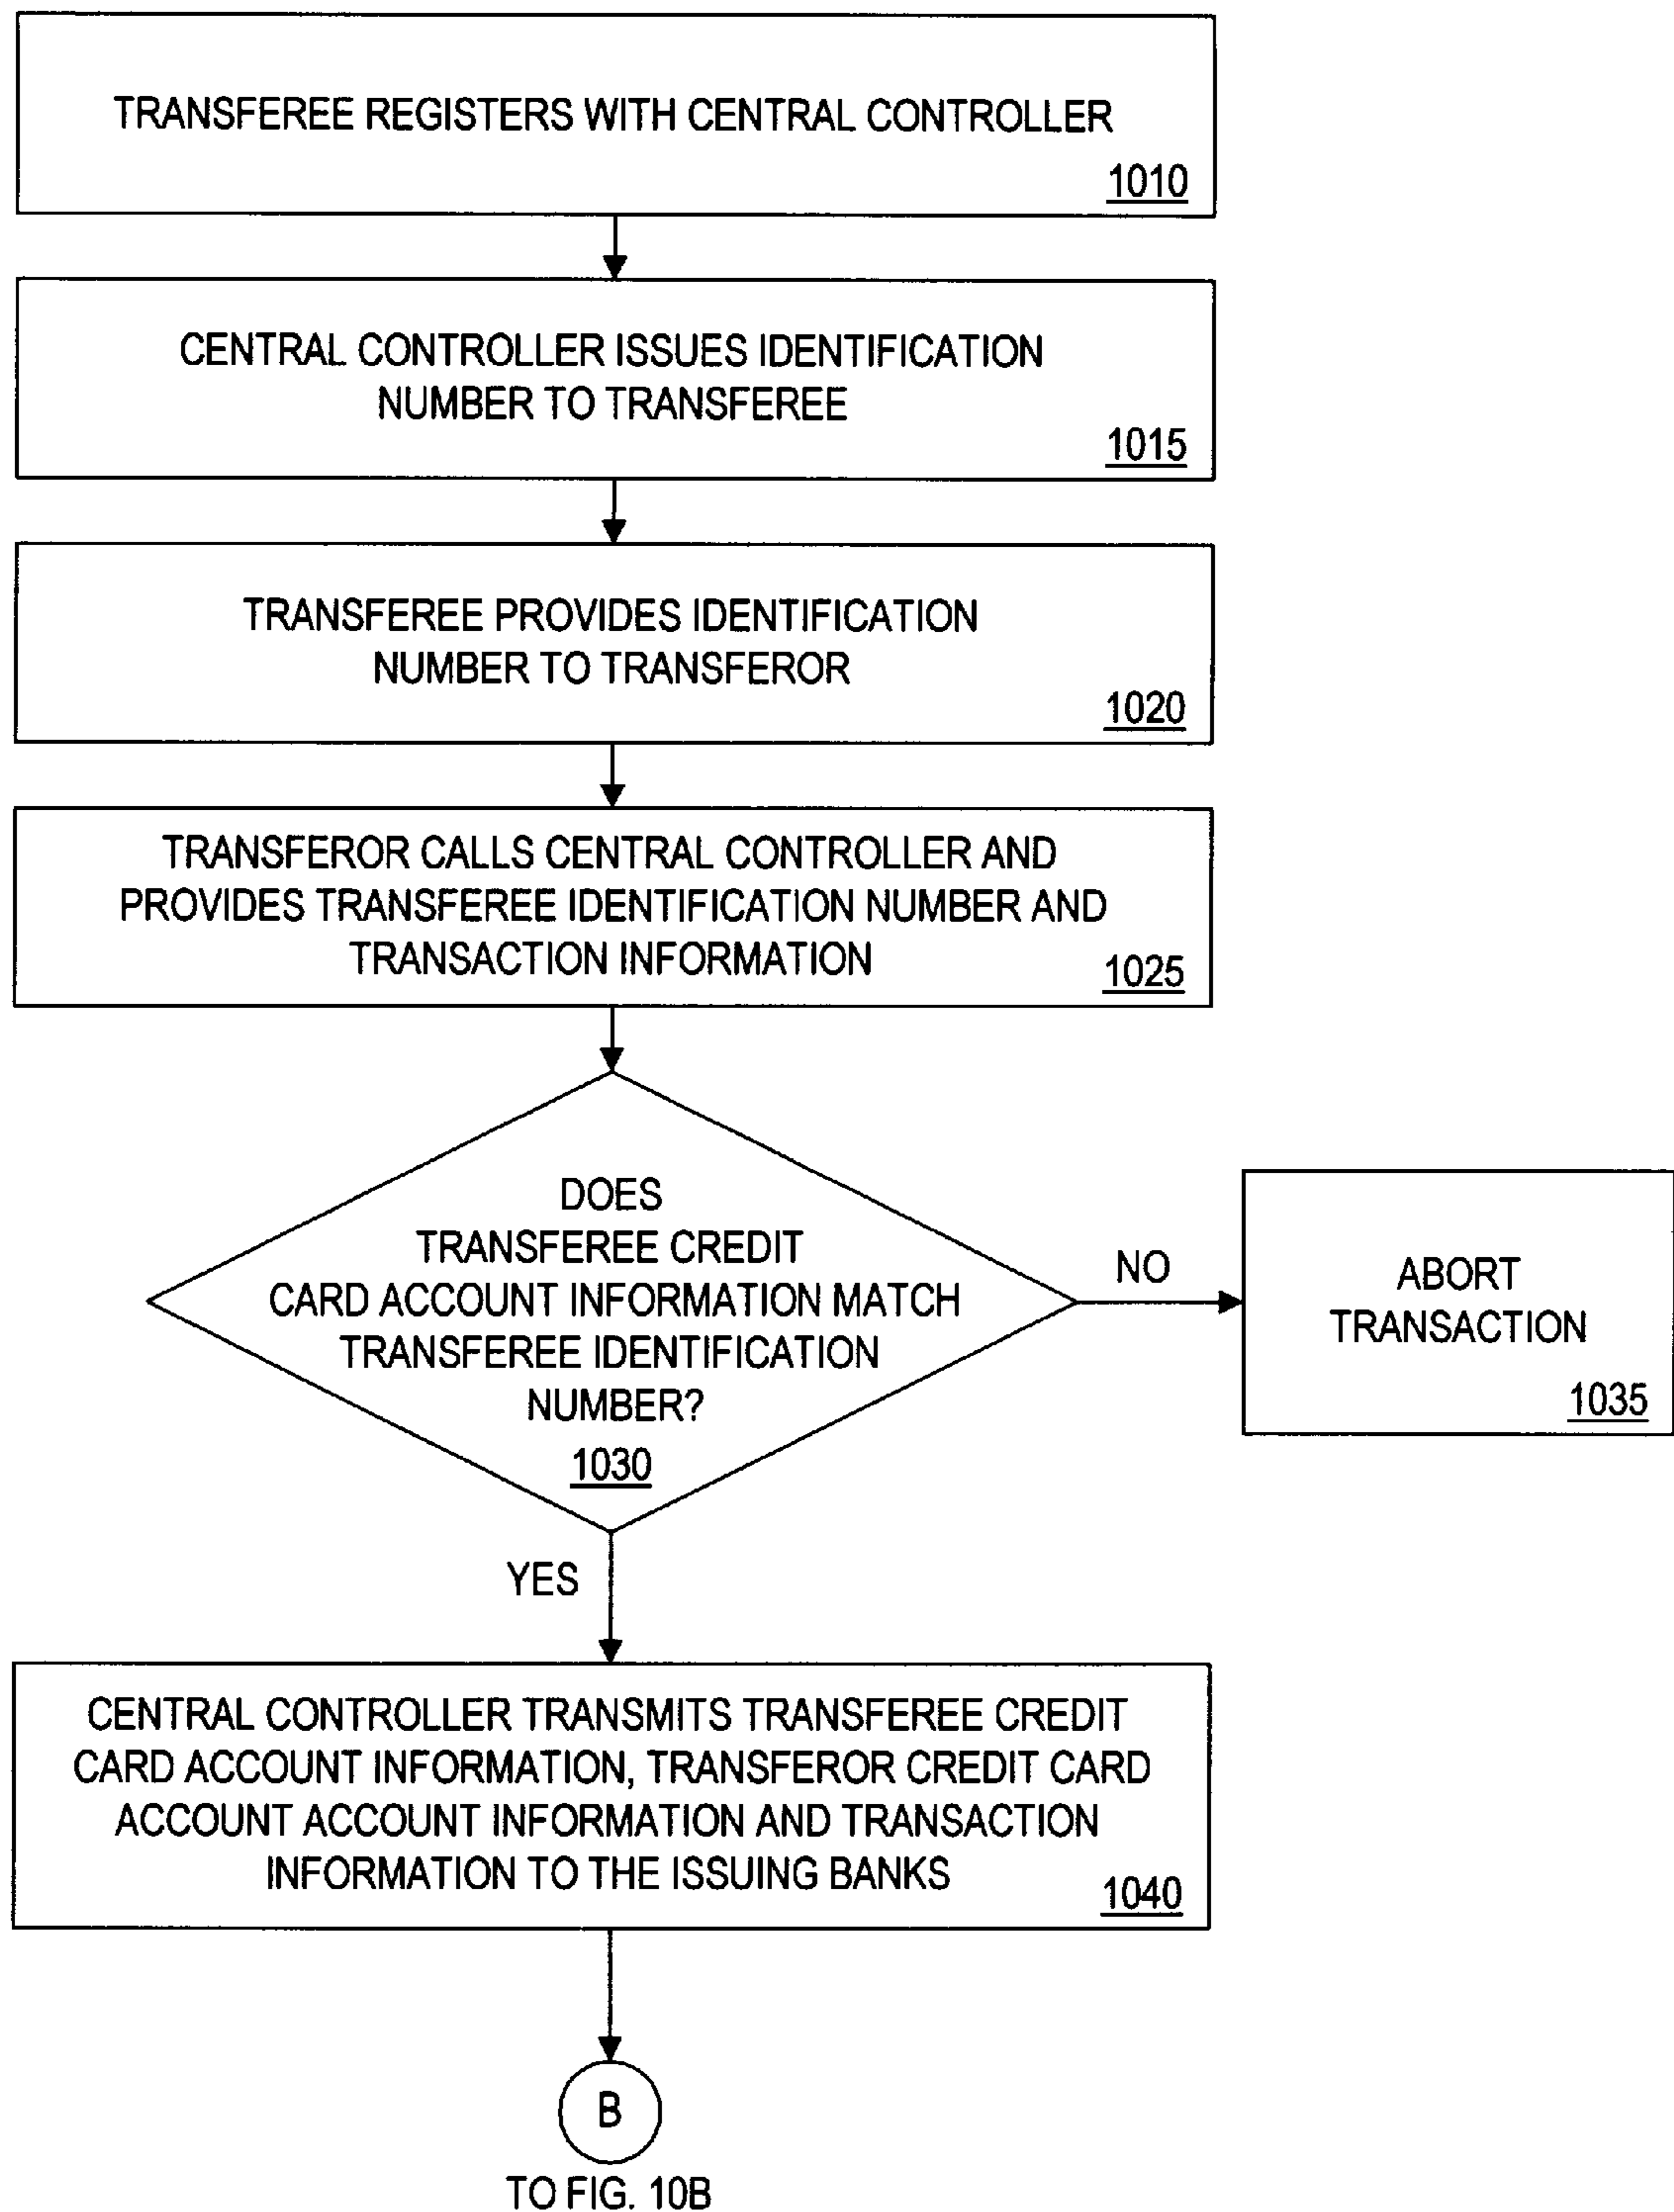 TRANSFEREE REGISTERS WITH CENTRAL CONTROLLER
1010
CENTRAL CONTROLLER ISSUES IDENTIFICATION
NUMBER TO TRANSFEREE
1015
TRANSFEREE PROVIDES IDENTIFICATION
NUMBER TO TRANSFEROR
1020
TRANSFEROR CALLS CENTRAL CONTROLLER AND
PROVIDES TRANSFEREE IDENTIFICATION NUMBER AND
TRANSACTION INFORMATION
1025
DOES
TRANSFEREE CREDIT
CARD ACCOUNT INFORMATION MATCH
TRANSFEREE IDENTIFICATION
NUMBER?
1030
NO
ABORT
TRANSACTION
1035
YES
CENTRAL CONTROLLER TRANSMITS TRANSFEREE CREDIT
CARD ACCOUNT INFORMATION, TRANSFEROR CREDIT CARD
ACCOUNT ACCOUNT INFORMATION AND TRANSACTION
INFORMATION TO THE ISSUING BANKS
1040
B
TO FIG. 10B